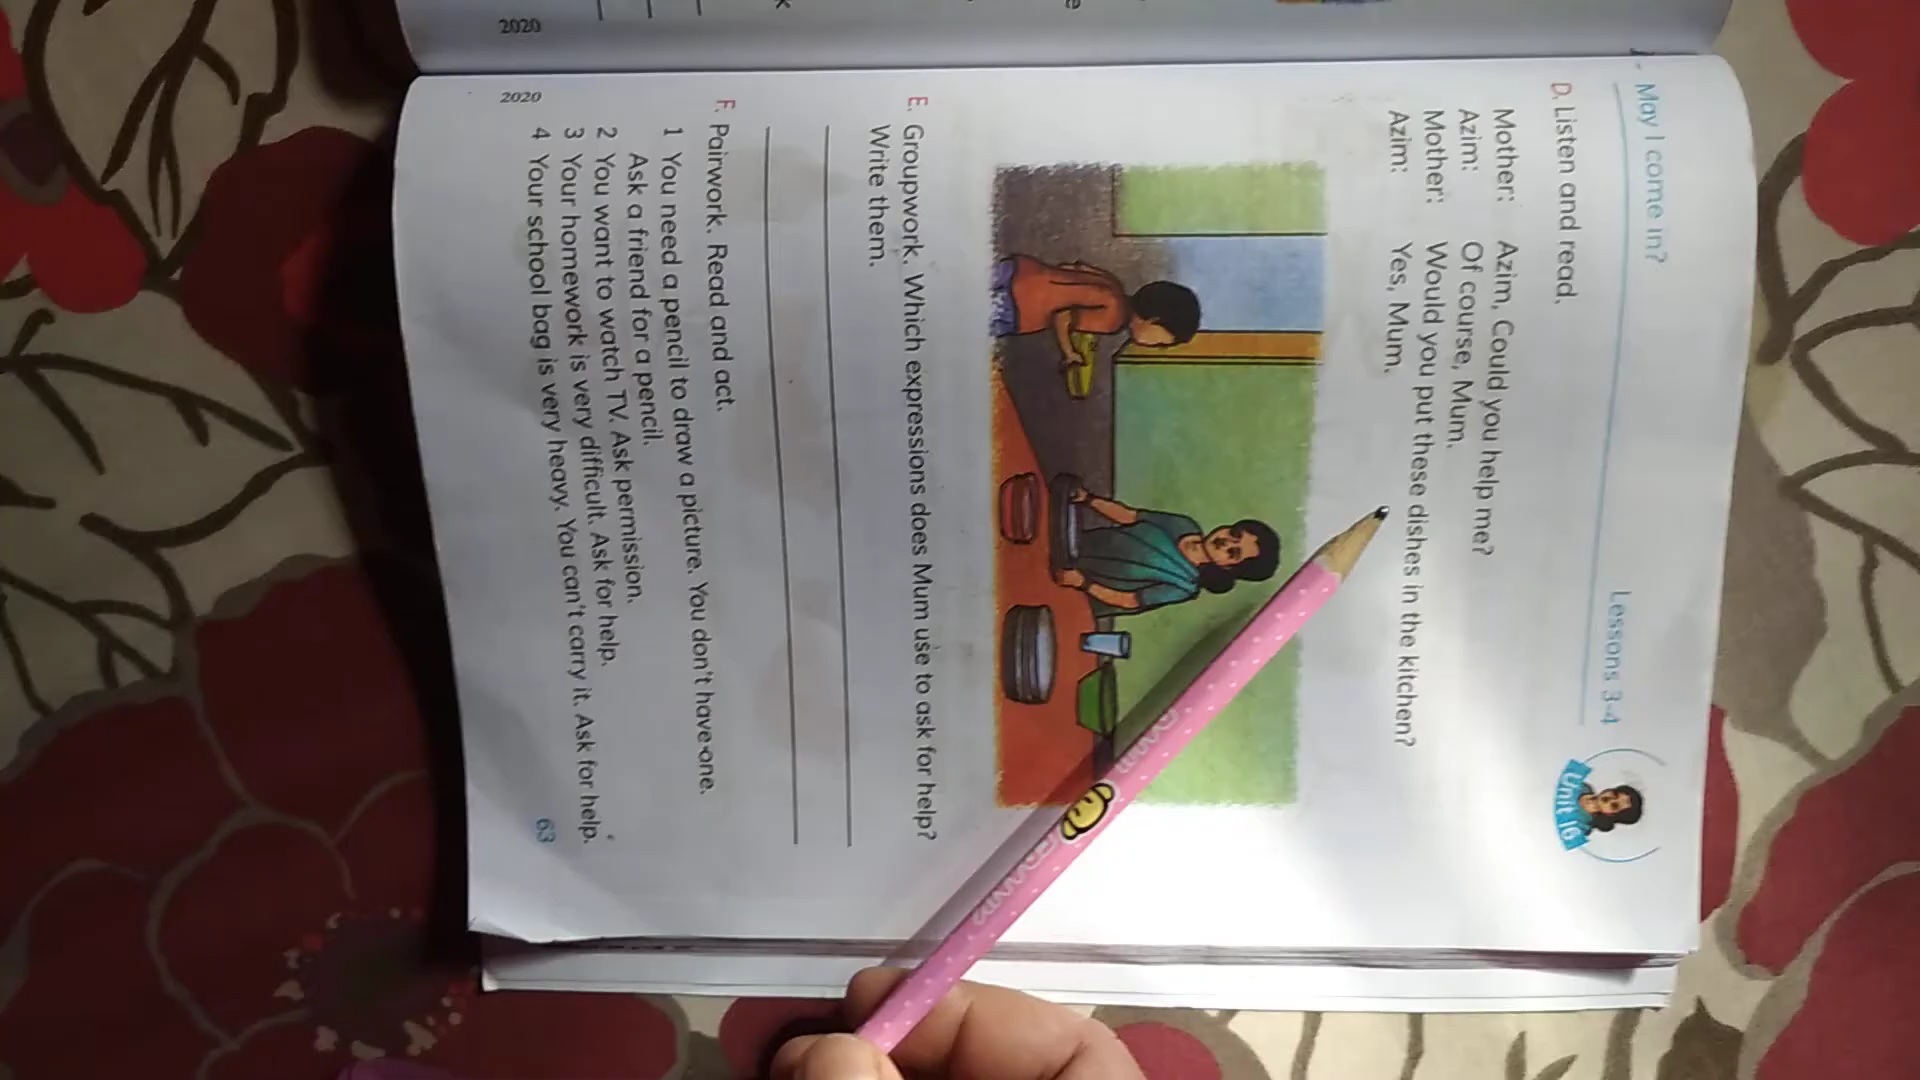 May I come in?
Lessons 3-4
Unit 16
D. Listen and read.
Mother: Azim, Could you help me?
Azim: Of course, Mum.
Mother: Would you put these dishes in the kitchen?
Azim: Yes, Mum.
E. Groupwork. Which expressions does Mum use to ask for help?
Write them.
F. Pairwork. Read and act.
1 You need a pencil to draw a picture. You don't have one.
Ask a friend for a pencil.
2 You want to watch TV. Ask permission.
3 Your homework is very difficult. Ask for help.
4 Your school bag is very heavy. You can't carry it. Ask for help.
63
2020
2020